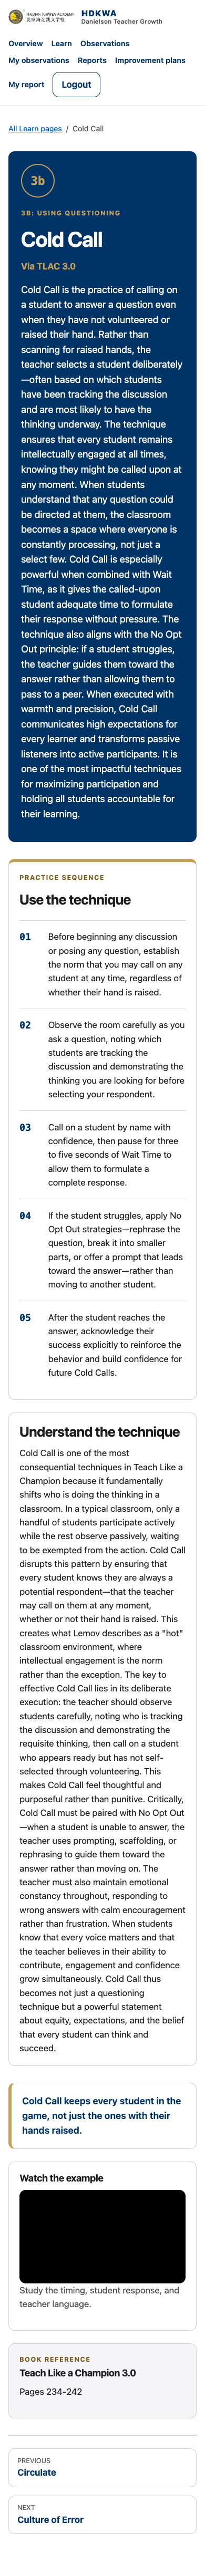 HAIDIAN KAIWEN ACADEMY
HDKWA
Danielson Teacher Growth
Overview Learn Observations
My observations Reports Improvement plans
My report Logout
All Learn pages / Cold Call
3b
3B: USING QUESTIONING
Cold Call
Via TLAC 3.0
Cold Call is the practice of calling on
a student to answer a question even
when they have not volunteered or
raised their hand. Rather than
scanning for raised hands, the
teacher selects a student deliberately
—often based on which students
have been tracking the discussion
and are most likely to have the
thinking underway. The technique
ensures that every student remains
intellectually engaged at all times,
knowing they might be called upon at
any moment. When students
understand that any question could
be directed at them, the classroom
becomes a space where everyone is
constantly processing, not just a
select few. Cold Call is especially
powerful when combined with Wait
Time, as it gives the called-upon
student adequate time to formulate
their response without pressure. The
technique also aligns with the No Opt
Out principle: if a student struggles,
the teacher guides them toward the
answer rather than allowing them to
pass to a peer. When executed with
warmth and precision, Cold Call
communicates high expectations for
every learner and transforms passive
listeners into active participants. It is
one of the most impactful techniques
for maximizing participation and
holding all students accountable for
their learning.
PRACTICE SEQUENCE
Use the technique
01 Before beginning any discussion
or posing any question, establish
the norm that you may call on any
student at any time, regardless of
whether their hand is raised.
02 Observe the room carefully as you
ask a question, noting which
students are tracking the
discussion and demonstrating the
thinking you are looking for before
selecting your respondent.
03 Call on a student by name with
confidence, then pause for three
to five seconds of Wait Time to
allow them to formulate a
complete response.
04 If the student struggles, apply No
Opt Out strategies—rephrase the
question, break it into smaller
parts, or offer a prompt that leads
toward the answer—rather than
moving to another student.
05 After the student reaches the
answer, acknowledge their
success explicitly to reinforce the
behavior and build confidence for
future Cold Calls.
Understand the technique
Cold Call is one of the most
consequential techniques in Teach Like a
Champion because it fundamentally
shifts who is doing the thinking in a
classroom. In a typical classroom, only a
handful of students participate actively
while the rest observe passively, waiting
to be exempted from the action. Cold Call
disrupts this pattern by ensuring that
every student knows they are always a
potential respondent—that the teacher
may call on them at any moment,
whether or not their hand is raised. This
creates what Lemov describes as a "hot"
classroom environment, where
intellectual engagement is the norm
rather than the exception. The key to
effective Cold Call lies in its deliberate
execution: the teacher should observe
students carefully, noting who is tracking
the discussion and demonstrating the
requisite thinking, then call on a student
who appears ready but has not self-
selected through volunteering. This
makes Cold Call feel thoughtful and
purposeful rather than punitive. Critically,
Cold Call must be paired with No Opt Out
—when a student is unable to answer, the
teacher uses prompting, scaffolding, or
rephrasing to guide them toward the
answer rather than moving on. The
teacher must also maintain emotional
constancy throughout, responding to
wrong answers with calm encouragement
rather than frustration. When students
know that every voice matters and that
the teacher believes in their ability to
contribute, engagement and confidence
grow simultaneously. Cold Call thus
becomes not just a questioning
technique but a powerful statement
about equity, expectations, and the belief
that every student can think and
succeed.
Cold Call keeps every student in the
game, not just the ones with their
hands raised.
Watch the example
Study the timing, student response, and
teacher language.
BOOK REFERENCE
Teach Like a Champion 3.0
Pages 234-242
PREVIOUS
Circulate
NEXT
Culture of Error